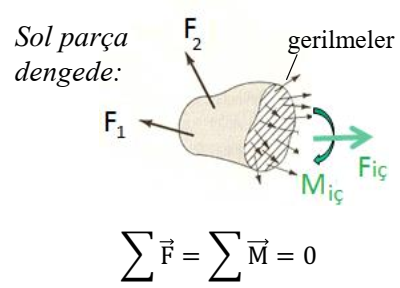 Sol parça
dengede:
F₂
gerilmeler
F₁
Fiç
Miç
∑ F⃗ = ∑ M⃗ = 0